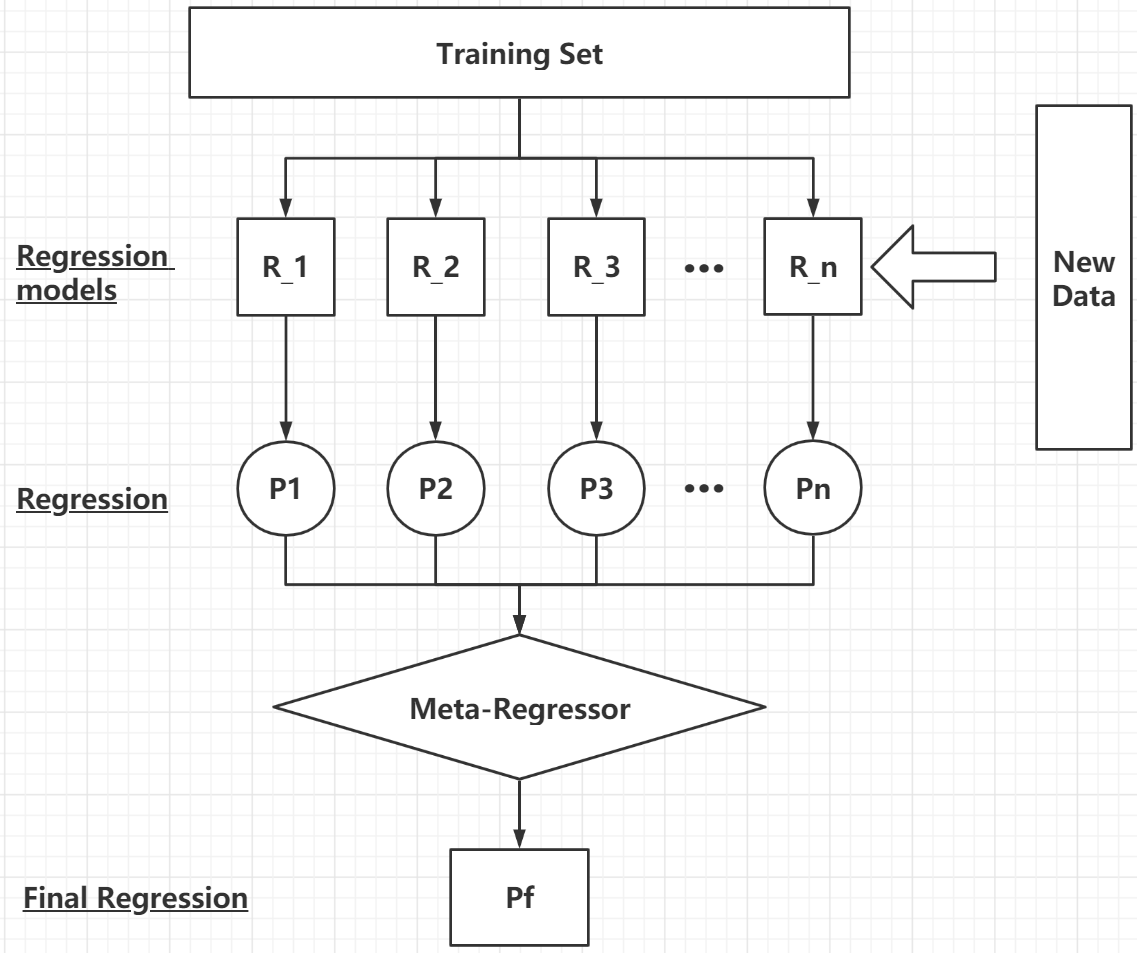 Training Set
Regression
models
R_1
R_2
R_3
•••
R_n
New
Data
Regression
P1
P2
P3
•••
Pn
Meta-Regressor
Final Regression
Pf